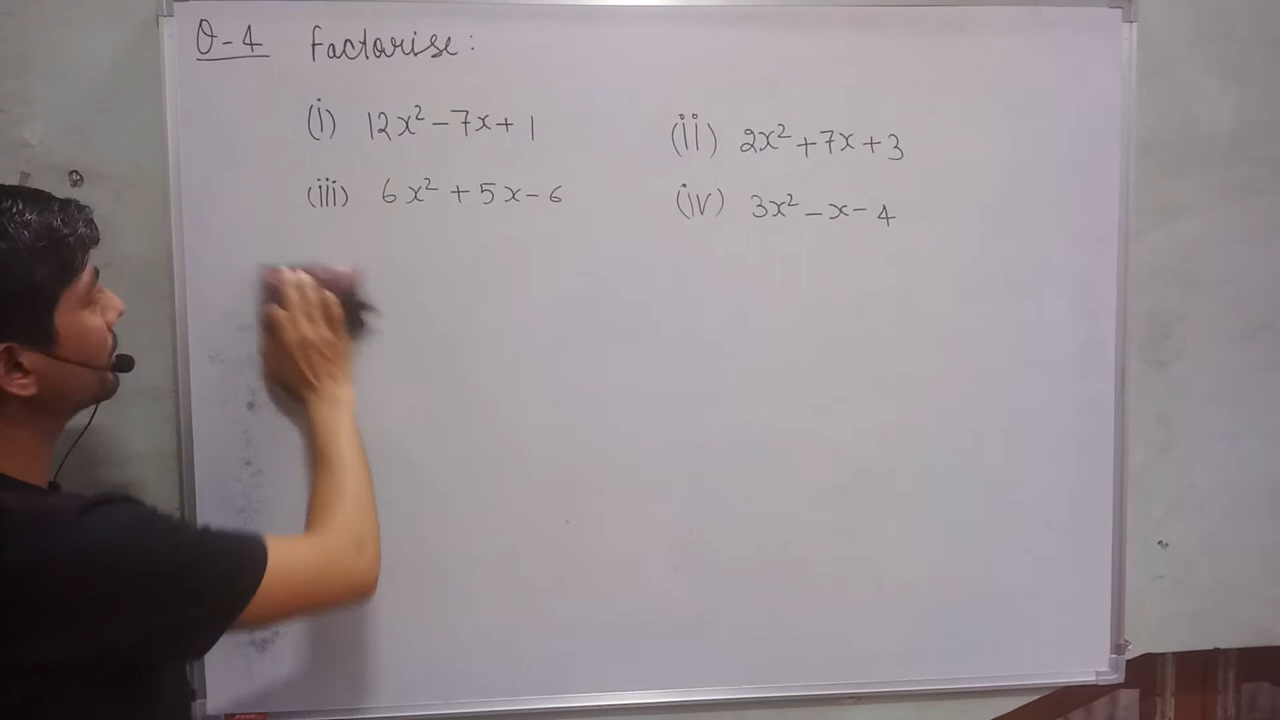 Q-4 Factorise:
(i) 12x² - 7x + 1 (ii) 2x² + 7x + 3
(iii) 6x² + 5x - 6 (iv) 3x² - x - 4